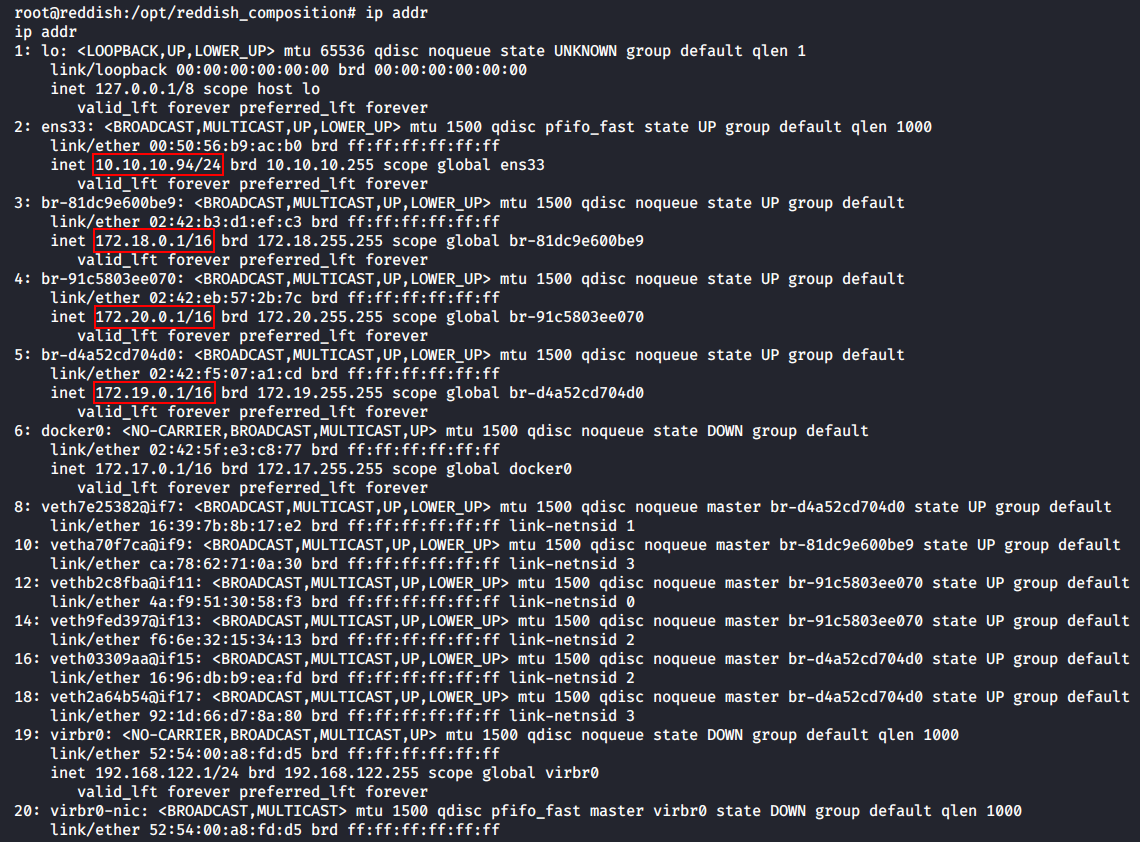 root@reddish:/opt/reddish_composition# ip addr
ip addr
1: lo: <LOOPBACK,UP,LOWER_UP> mtu 65536 qdisc noqueue state UNKNOWN group default qlen 1
    link/loopback 00:00:00:00:00:00 brd 00:00:00:00:00:00
    inet 127.0.0.1/8 scope host lo
       valid_lft forever preferred_lft forever
2: ens33: <BROADCAST,MULTICAST,UP,LOWER_UP> mtu 1500 qdisc pfifo_fast state UP group default qlen 1000
    link/ether 00:50:56:b9:ac:b0 brd ff:ff:ff:ff:ff:ff
    inet 10.10.10.94/24 brd 10.10.10.255 scope global ens33
       valid_lft forever preferred_lft forever
3: br-81dc9e600be9: <BROADCAST,MULTICAST,UP,LOWER_UP> mtu 1500 qdisc noqueue state UP group default
    link/ether 02:42:b3:d1:ef:c3 brd ff:ff:ff:ff:ff:ff
    inet 172.18.0.1/16 brd 172.18.255.255 scope global br-81dc9e600be9
       valid_lft forever preferred_lft forever
4: br-91c5803ee070: <BROADCAST,MULTICAST,UP,LOWER_UP> mtu 1500 qdisc noqueue state UP group default
    link/ether 02:42:eb:57:2b:7c brd ff:ff:ff:ff:ff:ff
    inet 172.20.0.1/16 brd 172.20.255.255 scope global br-91c5803ee070
       valid_lft forever preferred_lft forever
5: br-d4a52cd704d0: <BROADCAST,MULTICAST,UP,LOWER_UP> mtu 1500 qdisc noqueue state UP group default
    link/ether 02:42:f5:07:a1:cd brd ff:ff:ff:ff:ff:ff
    inet 172.19.0.1/16 brd 172.19.255.255 scope global br-d4a52cd704d0
       valid_lft forever preferred_lft forever
6: docker0: <NO-CARRIER,BROADCAST,MULTICAST,UP> mtu 1500 qdisc noqueue state DOWN group default
    link/ether 02:42:5f:e3:c8:77 brd ff:ff:ff:ff:ff:ff
    inet 172.17.0.1/16 brd 172.17.255.255 scope global docker0
       valid_lft forever preferred_lft forever
8: veth7e25382@if7: <BROADCAST,MULTICAST,UP,LOWER_UP> mtu 1500 qdisc noqueue master br-d4a52cd704d0 state UP group default
    link/ether 16:39:7b:8b:17:e2 brd ff:ff:ff:ff:ff:ff link-netnsid 1
10: vetha70f7ca@if9: <BROADCAST,MULTICAST,UP,LOWER_UP> mtu 1500 qdisc noqueue master br-81dc9e600be9 state UP group default
    link/ether ca:78:62:71:0a:30 brd ff:ff:ff:ff:ff:ff link-netnsid 3
12: vethb2c8fba@if11: <BROADCAST,MULTICAST,UP,LOWER_UP> mtu 1500 qdisc noqueue master br-91c5803ee070 state UP group default
    link/ether 4a:f9:51:30:58:f3 brd ff:ff:ff:ff:ff:ff link-netnsid 0
14: veth9fed397@if13: <BROADCAST,MULTICAST,UP,LOWER_UP> mtu 1500 qdisc noqueue master br-91c5803ee070 state UP group default
    link/ether f6:6e:32:15:34:13 brd ff:ff:ff:ff:ff:ff link-netnsid 2
16: veth03309aa@if15: <BROADCAST,MULTICAST,UP,LOWER_UP> mtu 1500 qdisc noqueue master br-d4a52cd704d0 state UP group default
    link/ether 16:96:db:b9:ea:fd brd ff:ff:ff:ff:ff:ff link-netnsid 2
18: veth2a64b54@if17: <BROADCAST,MULTICAST,UP,LOWER_UP> mtu 1500 qdisc noqueue master br-d4a52cd704d0 state UP group default
    link/ether 92:1d:66:d7:8a:80 brd ff:ff:ff:ff:ff:ff link-netnsid 3
19: virbr0: <NO-CARRIER,BROADCAST,MULTICAST,UP> mtu 1500 qdisc noqueue state DOWN group default qlen 1000
    link/ether 52:54:00:a8:fd:d5 brd ff:ff:ff:ff:ff:ff
    inet 192.168.122.1/24 brd 192.168.122.255 scope global virbr0
       valid_lft forever preferred_lft forever
20: virbr0-nic: <BROADCAST,MULTICAST> mtu 1500 qdisc pfifo_fast master virbr0 state DOWN group default qlen 1000
    link/ether 52:54:00:a8:fd:d5 brd ff:ff:ff:ff:ff:ff